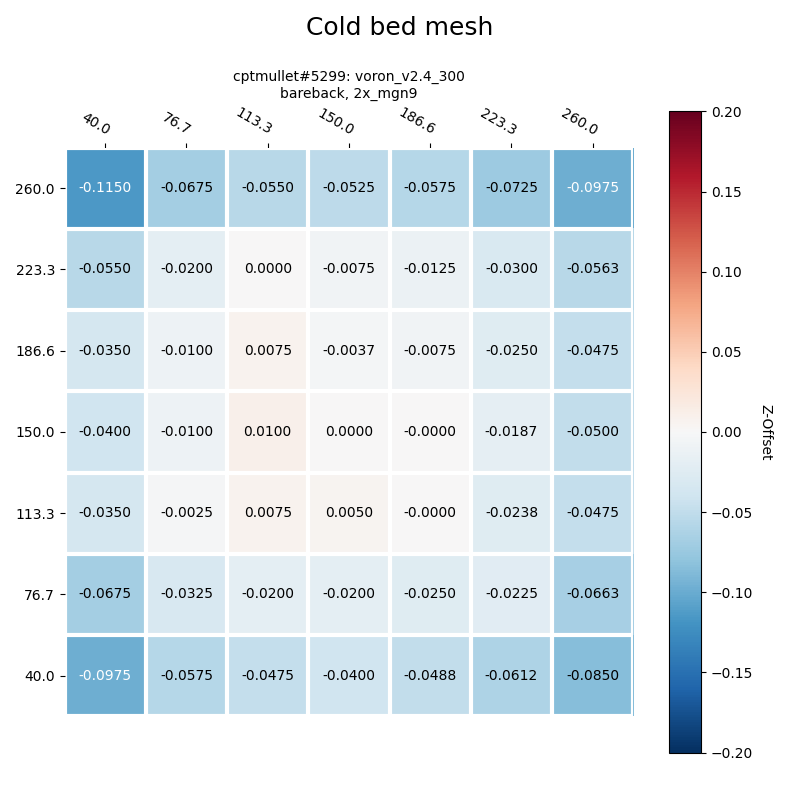 Cold bed mesh
cptmullet#5299: voron_v2.4_300
bareback, 2x_mgn9
40.0 76.7 113.3 150.0 186.6 223.3 260.0
260.0 -0.1150 -0.0675 -0.0550 -0.0525 -0.0575 -0.0725 -0.0975
223.3 -0.0550 -0.0200 0.0000 -0.0075 -0.0125 -0.0300 -0.0563
186.6 -0.0350 -0.0100 0.0075 -0.0037 -0.0075 -0.0250 -0.0475
150.0 -0.0400 -0.0100 0.0100 0.0000 -0.0000 -0.0187 -0.0500
113.3 -0.0350 -0.0025 0.0075 0.0050 -0.0000 -0.0238 -0.0475
76.7 -0.0675 -0.0325 -0.0200 -0.0200 -0.0250 -0.0225 -0.0663
40.0 -0.0975 -0.0575 -0.0475 -0.0400 -0.0488 -0.0612 -0.0850
0.20
0.15
0.10
0.05
0.00
−0.05
−0.10
−0.15
−0.20
Z-Offset